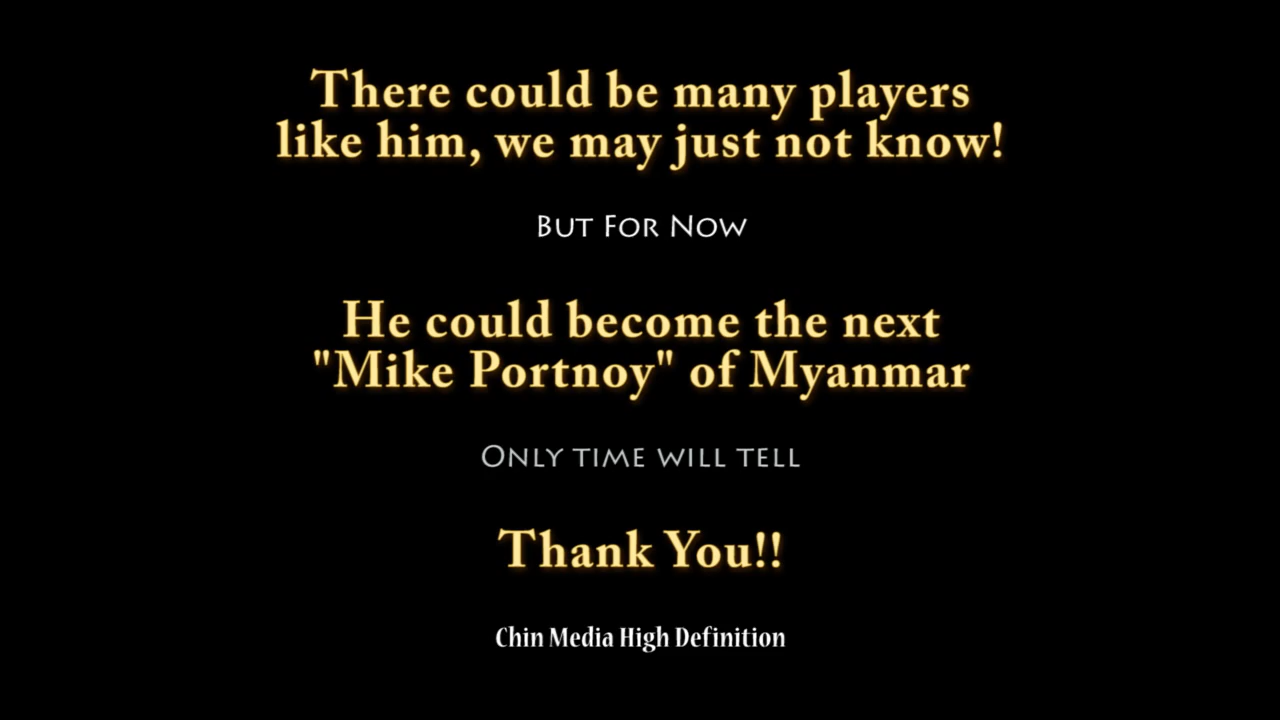 There could be many players
like him, we may just not know!
But For Now
He could become the next
"Mike Portnoy" of Myanmar
Only time will tell
Thank You!!
Chin Media High Definition